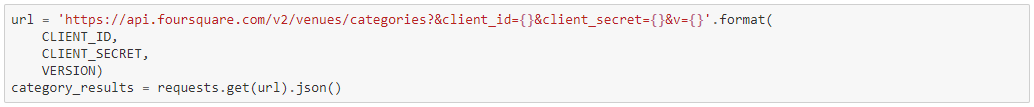 url = 'https://api.foursquare.com/v2/venues/categories?&client_id={}&client_secret={}&v={}'.format(
    CLIENT_ID,
    CLIENT_SECRET,
    VERSION)
category_results = requests.get(url).json()